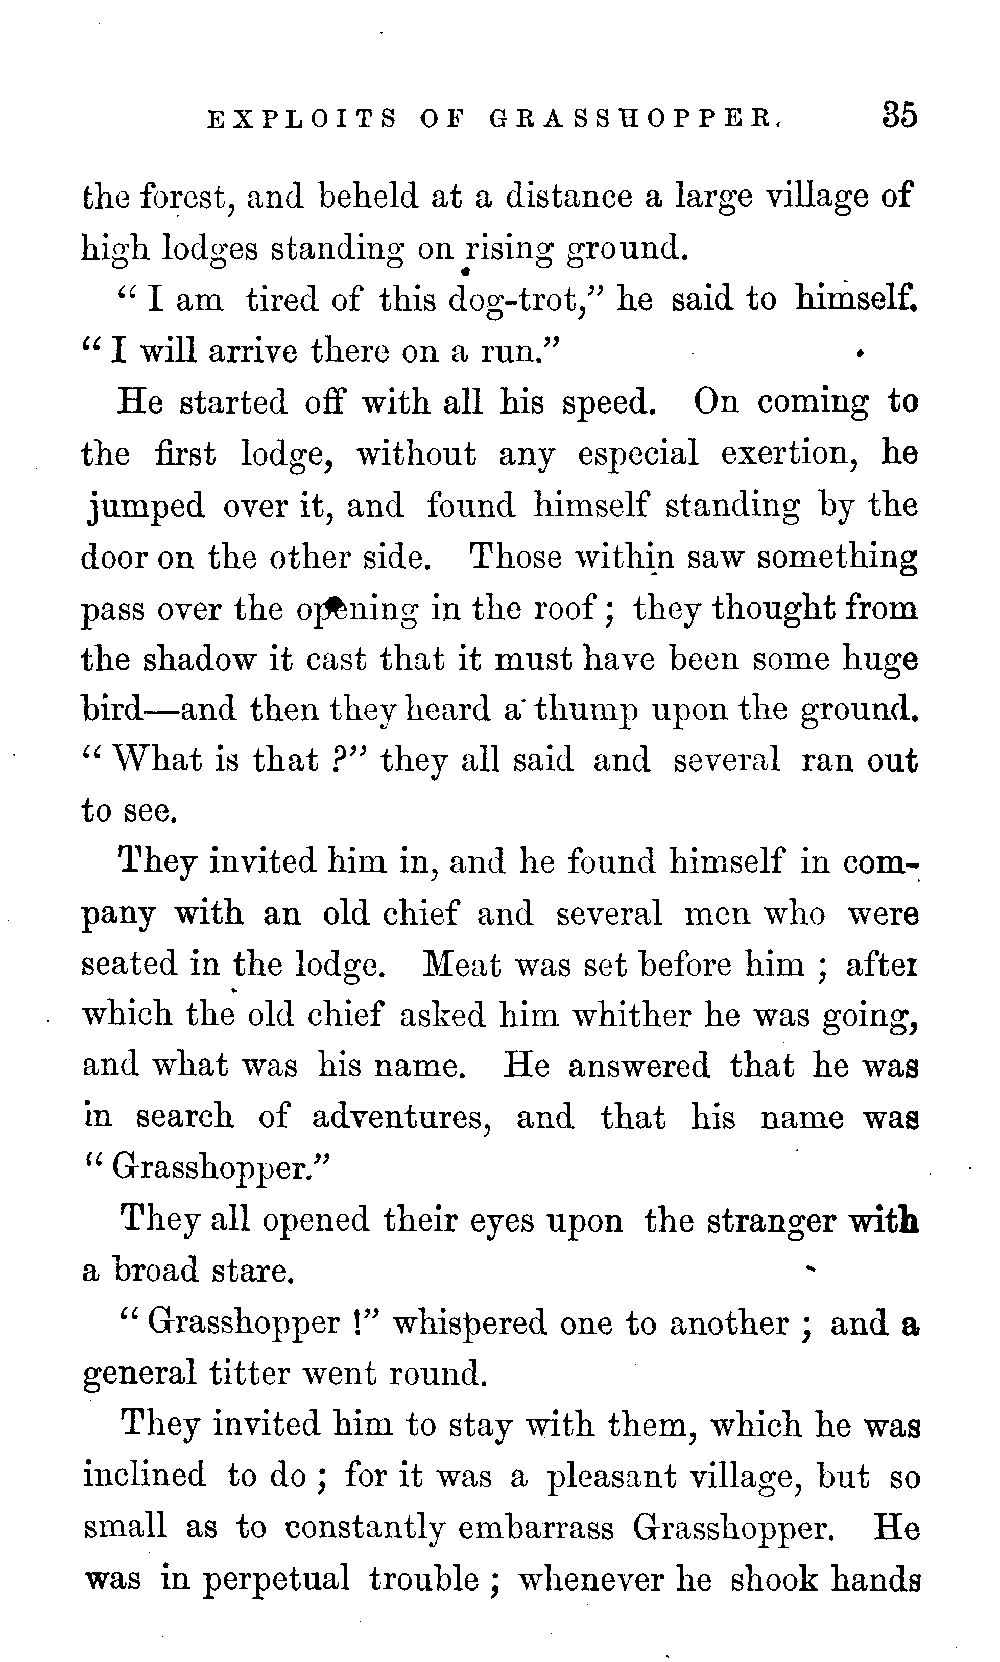 EXPLOITS OF GRASSHOPPER. 35
the forest, and beheld at a distance a large village of
high lodges standing on rising ground.
“ I am tired of this dog-trot,” he said to himself.
“ I will arrive there on a run.”
He started off with all his speed. On coming to
the first lodge, without any especial exertion, he
jumped over it, and found himself standing by the
door on the other side. Those within saw something
pass over the opening in the roof ; they thought from
the shadow it cast that it must have been some huge
bird—and then they heard a thump upon the ground.
“ What is that ?” they all said and several ran out
to see.
They invited him in, and he found himself in com-
pany with an old chief and several men who were
seated in the lodge. Meat was set before him ; after
which the old chief asked him whither he was going,
and what was his name. He answered that he was
in search of adventures, and that his name was
“ Grasshopper.”
They all opened their eyes upon the stranger with
a broad stare.
“ Grasshopper !” whispered one to another ; and a
general titter went round.
They invited him to stay with them, which he was
inclined to do ; for it was a pleasant village, but so
small as to constantly embarrass Grasshopper. He
was in perpetual trouble ; whenever he shook hands